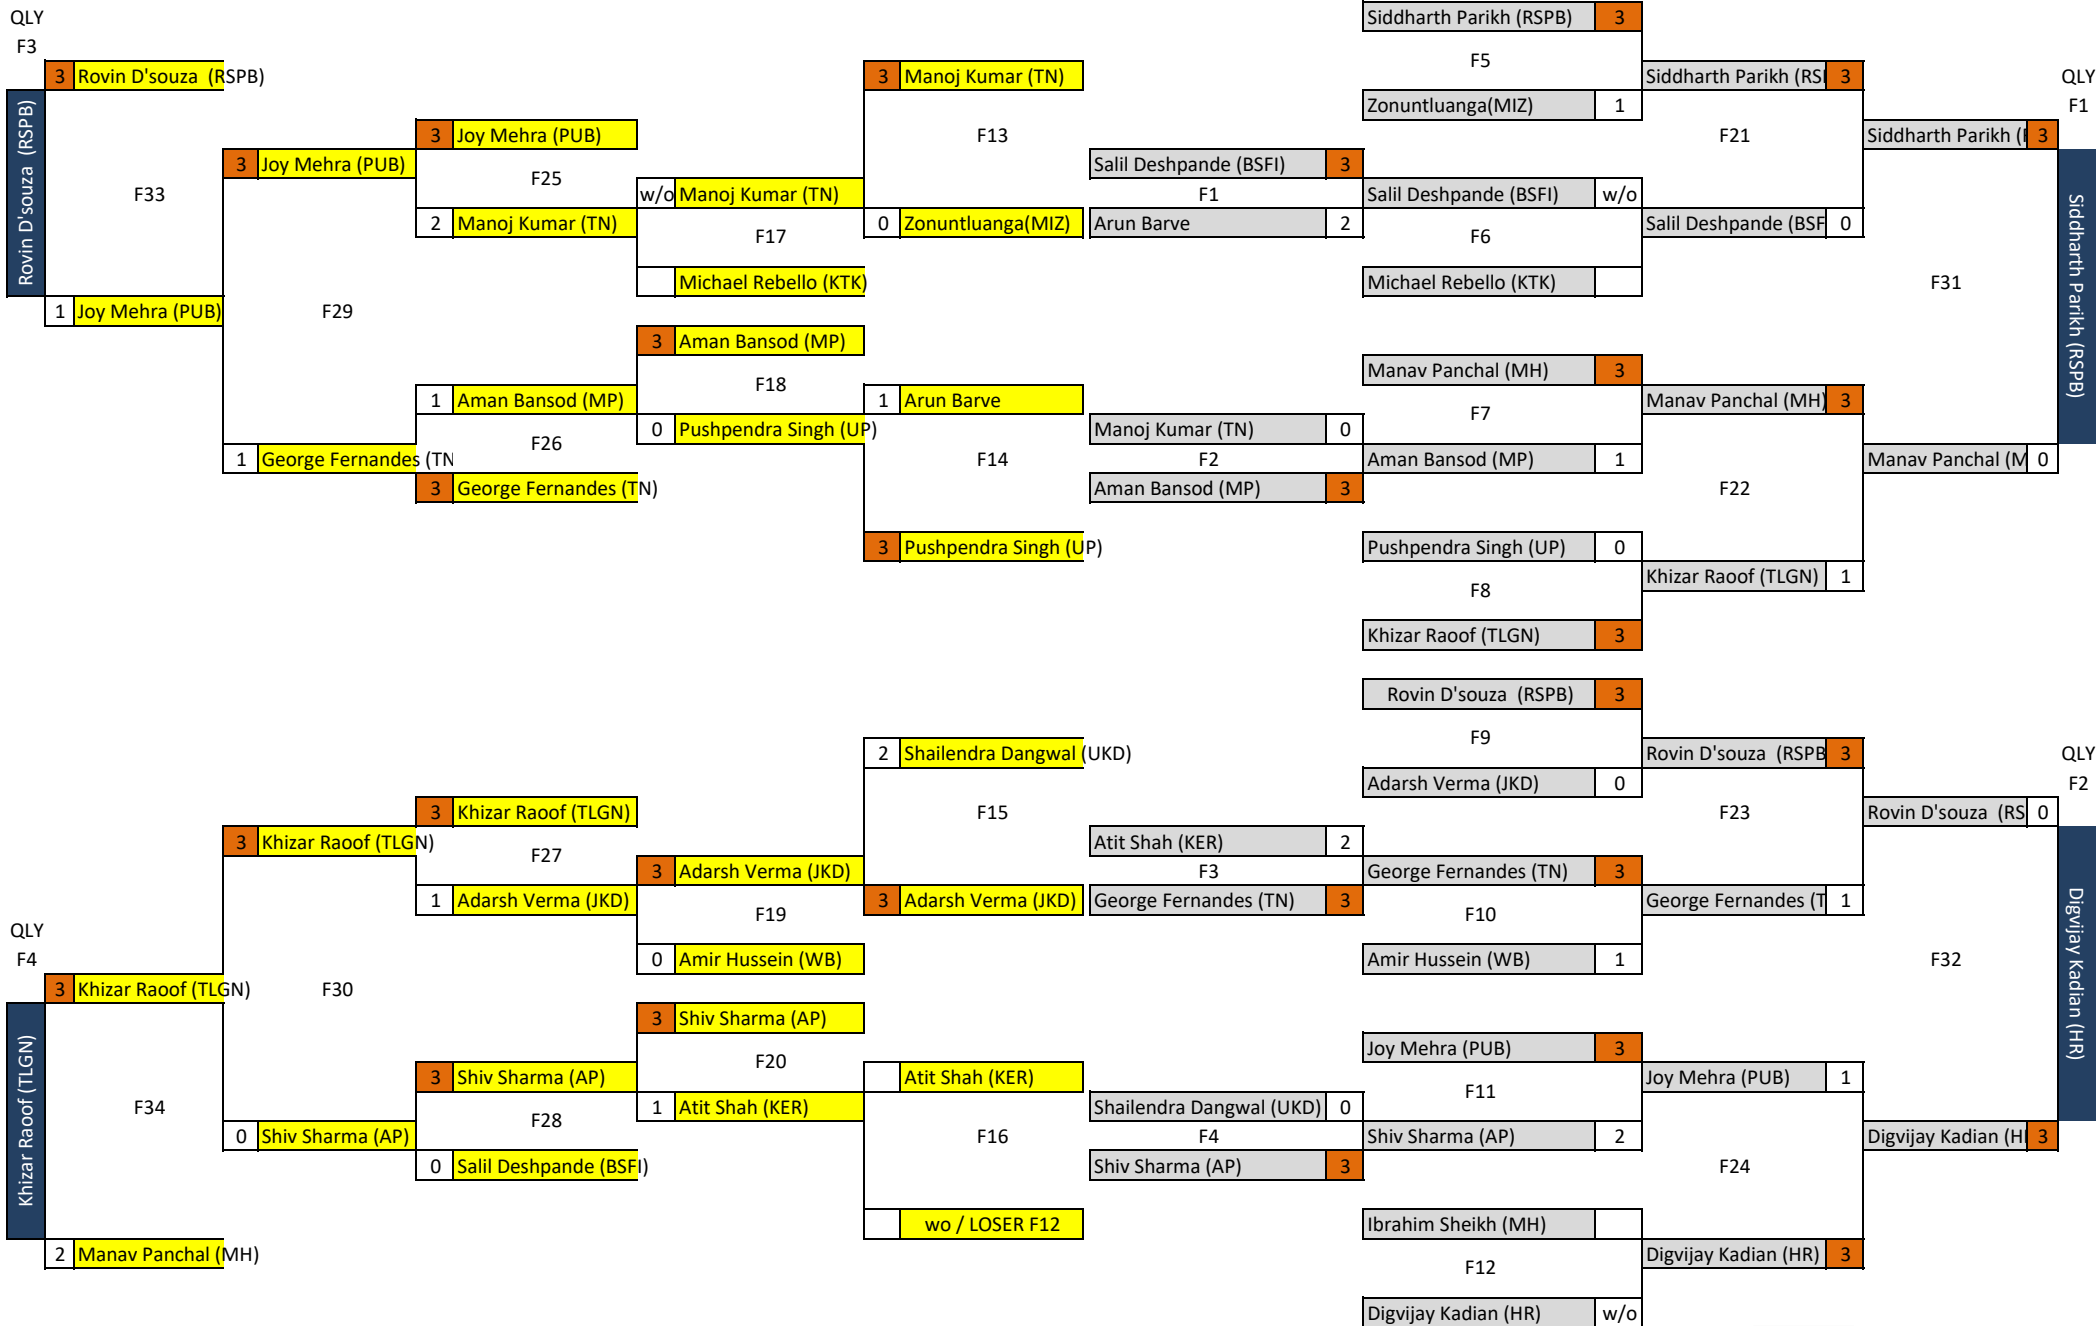 QLY
F3
3 Rovin D'souza (RSPB)
Rovin D'souza (RSPB)
F33
1 Joy Mehra (PUB)
3 Joy Mehra (PUB)
F29
1 George Fernandes (TN
3 Joy Mehra (PUB)
F25
2 Manoj Kumar (TN)
1 Aman Bansod (MP)
F26
3 George Fernandes (TN)
w/o Manoj Kumar (TN)
F17
Michael Rebello (KTK)
3 Aman Bansod (MP)
F18
0 Pushpendra Singh (UP)
3 Manoj Kumar (TN)
F13
0 Zonuntluanga(MIZ)
1 Arun Barve
F14
3 Pushpendra Singh (UP)
Salil Deshpande (BSFI) 3
F1
Arun Barve 2
Manoj Kumar (TN) 0
F2
Aman Bansod (MP) 3
Siddharth Parikh (RSPB) 3
F5
Zonuntluanga(MIZ) 1
Salil Deshpande (BSFI) w/o
F6
Michael Rebello (KTK)
Manav Panchal (MH) 3
F7
Aman Bansod (MP) 1
Pushpendra Singh (UP) 0
F8
Khizar Raoof (TLGN) 3
Siddharth Parikh (RS 3
F21
Salil Deshpande (BSF 0
Manav Panchal (MH) 3
F22
Khizar Raoof (TLGN) 1
Siddharth Parikh ( 3
F31
Manav Panchal (M 0
QLY
F1
Siddharth Parikh (RSPB)
QLY
F4
Khizar Raoof (TLGN)
3 Khizar Raoof (TLGN)
F34
2 Manav Panchal (MH)
3 Khizar Raoof (TLGN)
F30
0 Shiv Sharma (AP)
3 Khizar Raoof (TLGN)
F27
1 Adarsh Verma (JKD)
3 Shiv Sharma (AP)
F28
0 Salil Deshpande (BSFI)
3 Adarsh Verma (JKD)
F19
0 Amir Hussein (WB)
3 Shiv Sharma (AP)
F20
1 Atit Shah (KER)
2 Shailendra Dangwal (UKD)
F15
3 Adarsh Verma (JKD)
Atit Shah (KER)
F16
wo / LOSER F12
Atit Shah (KER) 2
F3
George Fernandes (TN) 3
Shailendra Dangwal (UKD) 0
F4
Shiv Sharma (AP) 3
Rovin D'souza (RSPB) 3
F9
Adarsh Verma (JKD) 0
George Fernandes (TN) 3
F10
Amir Hussein (WB) 1
Joy Mehra (PUB) 3
F11
Shiv Sharma (AP) 2
Ibrahim Sheikh (MH)
F12
Digvijay Kadian (HR) w/o
Rovin D'souza (RSPB 3
F23
George Fernandes (T 1
Joy Mehra (PUB) 1
F24
Digvijay Kadian (HR) 3
Rovin D'souza (RS 0
F32
Digvijay Kadian (H 3
QLY
F2
Digvijay Kadian (HR)